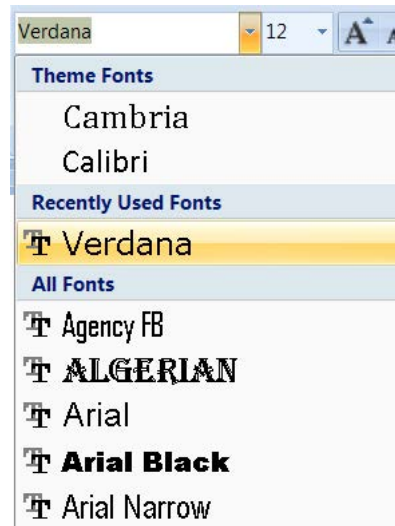 Verdana 12 A A
Theme Fonts
Cambria
Calibri
Recently Used Fonts
Verdana
All Fonts
Agency FB
ALGERIAN
Arial
Arial Black
Arial Narrow